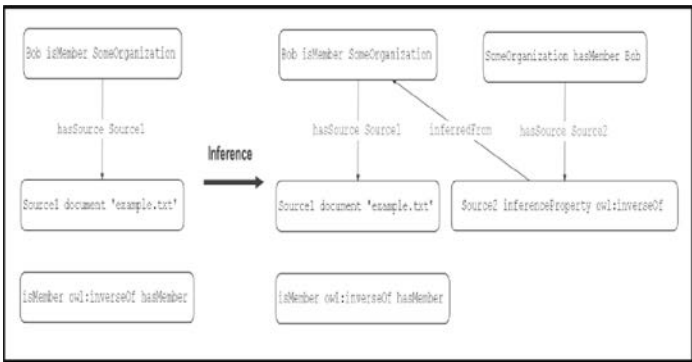 Bob isMember SomeOrganization
hasSource Source1
Source1 document 'example.txt'
isMember owl:inverseOf hasMember
Inference
Bob isMember SomeOrganization
SomeOrganization hasMember Bob
hasSource Source1
inferredFrom
hasSource Source2
Source1 document 'example.txt'
Source2 inferenceProperty owl:inverseOf
isMember owl:inverseOf hasMember